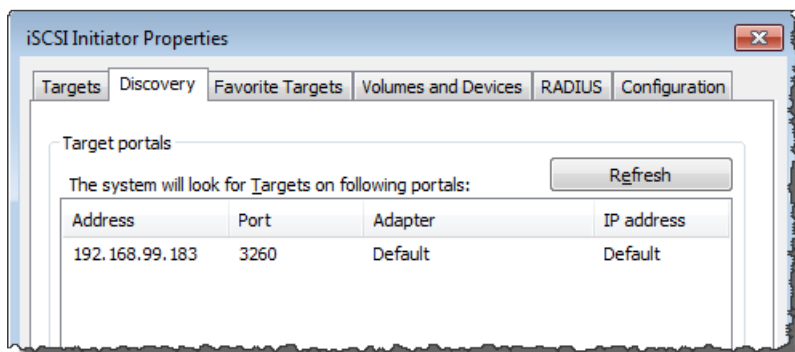 iSCSI Initiator Properties
Targets Discovery Favorite Targets Volumes and Devices RADIUS Configuration
Target portals
Refresh
The system will look for Targets on following portals:
Address Port Adapter IP address
192.168.99.183 3260 Default Default